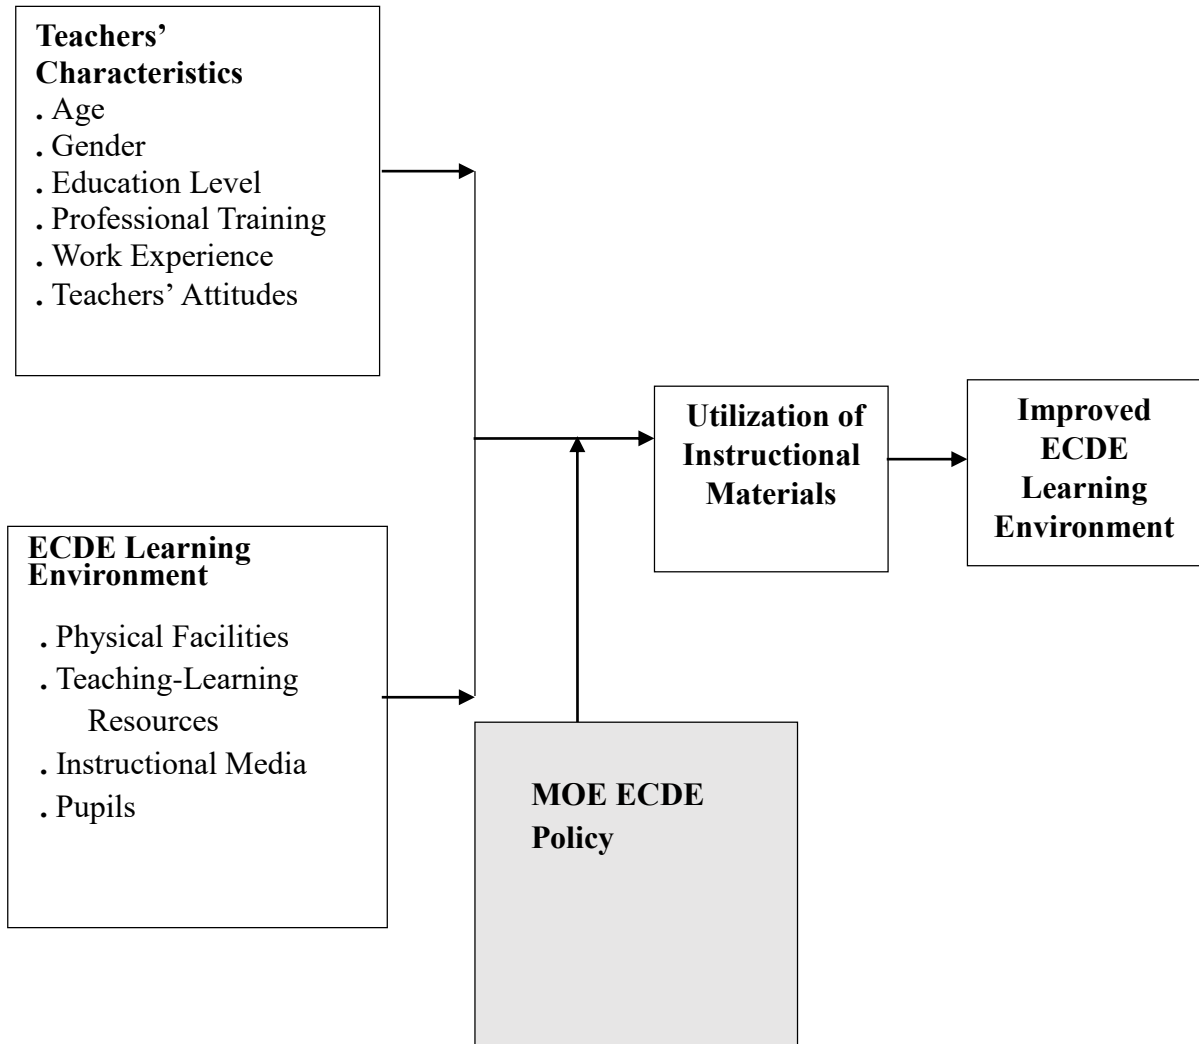 Teachers’
Characteristics
. Age
. Gender
. Education Level
. Professional Training
. Work Experience
. Teachers’ Attitudes
ECDE Learning
Environment
. Physical Facilities
. Teaching-Learning
Resources
. Instructional Media
. Pupils
MOE ECDE
Policy
Utilization of
Instructional
Materials
Improved
ECDE
Learning
Environment